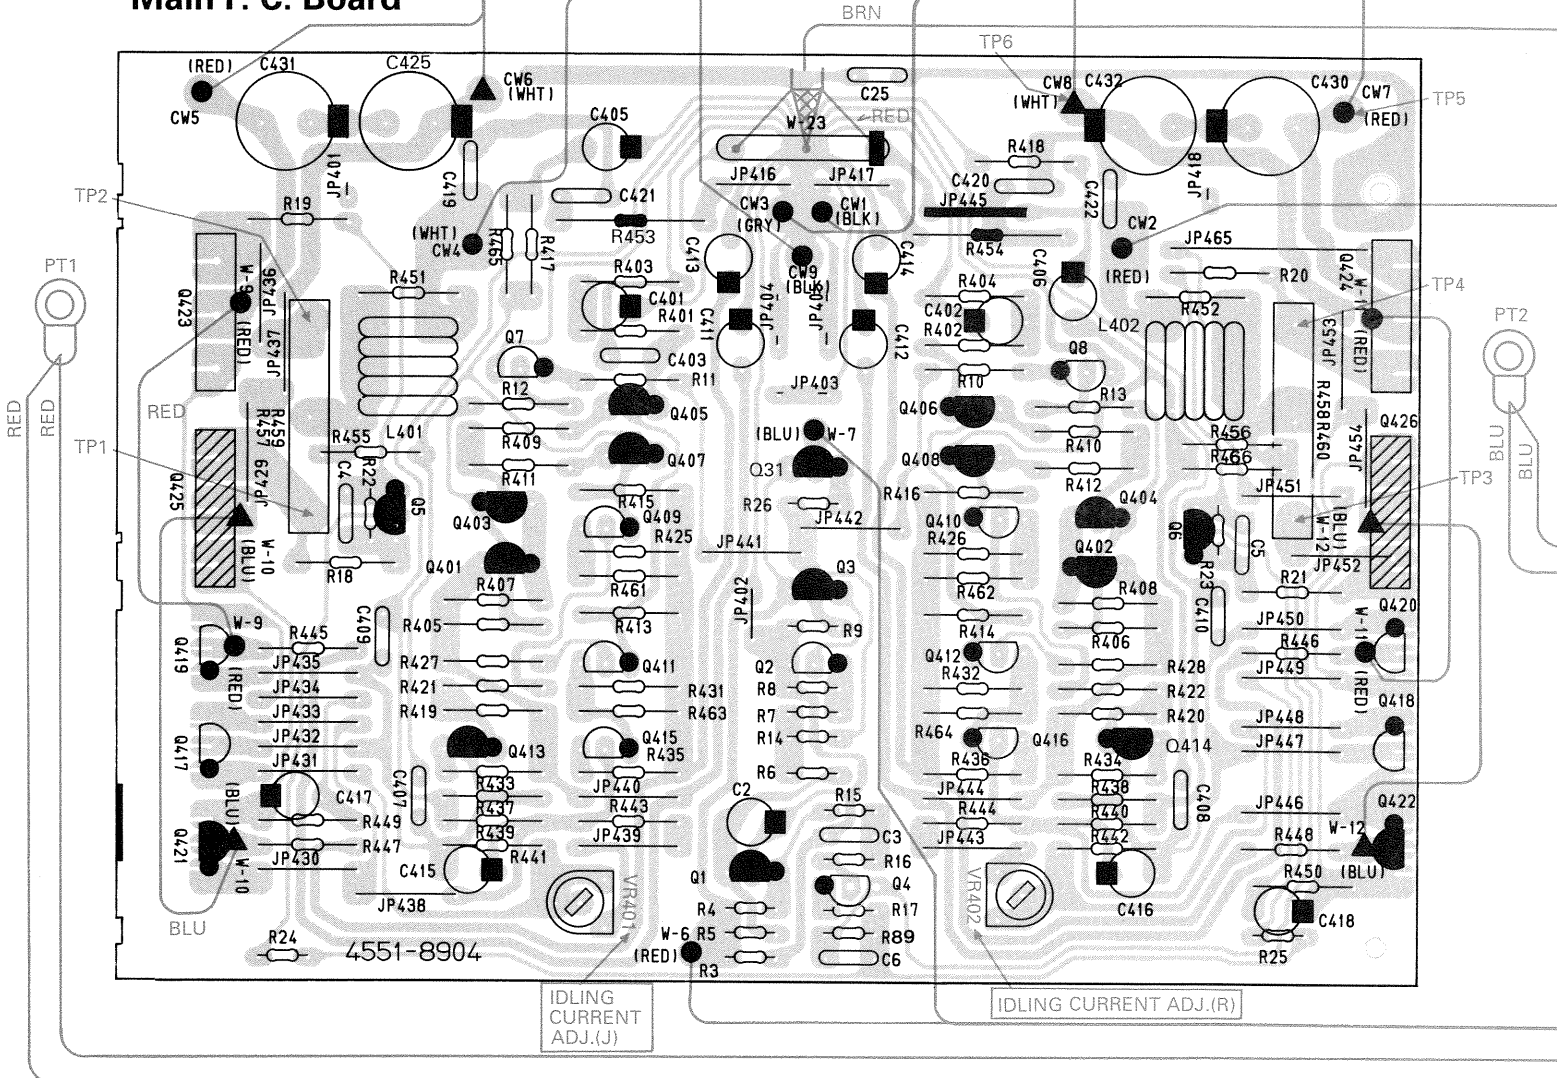 Main P. C. Board
BRN
TP6
(RED)
C431
C425
CW6
(WHT)
CW5
C405
C25
RED
W-23
CW8
(WHT)
C432
C430
CW7
(RED)
TP5
JP401
C419
JP416
JP417
R418
C420
C422
JP418
TP2
R19
C421
R453
(WHT)
CW4
R465
R417
CW3
(GRY)
CW1
(BLK)
JP445
R454
CW2
(RED)
JP465
PT1
Q423
W-9
(RED)
JP436
JP437
R451
R403
C401
R401
C413
CW9
(BLK)
C414
C406
R404
C402
R402
R20
R452
L402
Q424
(RED)
JP453
TP4
PT2
Q7
C403
C411
JP404
JP405
C412
Q8
R12
R11
JP403
R10
R13
RED
RED
RED
R457
R459
JP429
R455
L401
R409
Q405
Q406
R410
R456
R466
R458
R460
JP454
Q426
BLU
BLU
TP1
Q425
C4
R22
Q5
R411
Q407
(BLU)
W-7
Q31
Q408
R412
JP451
TP3
Q403
R415
Q409
R425
R26
JP442
R416
Q410
R426
Q404
Q6
C5
W-12
(BLU)
JP452
W-10
(BLU)
R18
Q401
JP441
Q402
R23
R407
R461
JP402
Q3
R462
R408
R21
C409
R405
R413
R9
R414
R406
C410
JP450
Q420
Q419
W-9
(RED)
R445
JP435
R427
Q411
Q2
Q412
R428
R446
JP449
W-11
(RED)
JP434
R421
R431
R8
R432
R422
Q418
JP433
R419
R463
R7
R464
R420
JP448
Q417
JP432
Q413
Q415
R435
R14
Q416
Q414
JP447
JP431
R433
JP440
R6
R436
R434
(BLU)
C417
C407
R437
R443
C2
R15
JP444
R438
C408
JP446
Q422
R449
R439
JP439
C3
R444
R440
W-12
Q421
W-10
JP430
R447
R441
R16
JP443
R442
R448
(BLU)
C415
Q1
Q4
C416
R450
JP438
VR401
R4
R17
VR402
C418
BLU
R24
4551-8904
W-6
(RED)
R5
R3
R89
C6
R25
IDLING
CURRENT
ADJ.(J)
IDLING CURRENT ADJ.(R)